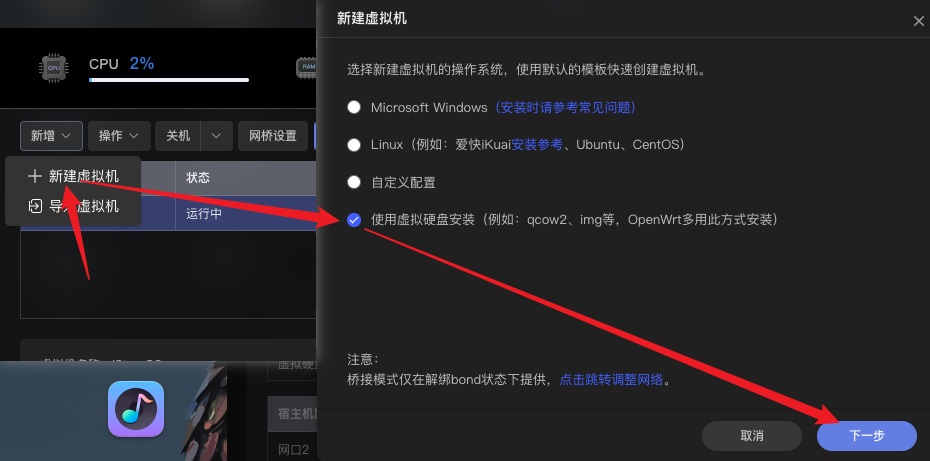 新建虚拟机
CPU 2%
CPU
RAM
选择新建虚拟机的操作系统，使用默认的模板快速创建虚拟机。
Microsoft Windows（安装时请参考常见问题）
新增 操作 关机 网桥设置
Linux（例如：爱快iKuai安装参考、Ubuntu、CentOS）
新建虚拟机
状态
自定义配置
虚拟机
运行中
使用虚拟硬盘安装（例如：qcow2、img等，OpenWrt多用此方式安装）
注意：
桥接模式仅在解绑bond状态下提供，点击跳转调整网络。
虚拟硬
宿主机
网口2
取消 下一步